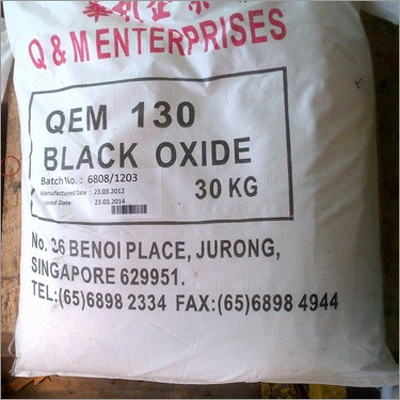 Q & M ENTERPRISES
QEM 130
BLACK OXIDE
Batch No. : 6808/1203
Manufactured Date : 23.03.2012
Date : 23.03.2014
30 KG
No. 36 BENOI PLACE, JURONG,
SINGAPORE 629951.
TEL:(65)6898 2334 FAX:(65)6898 4944